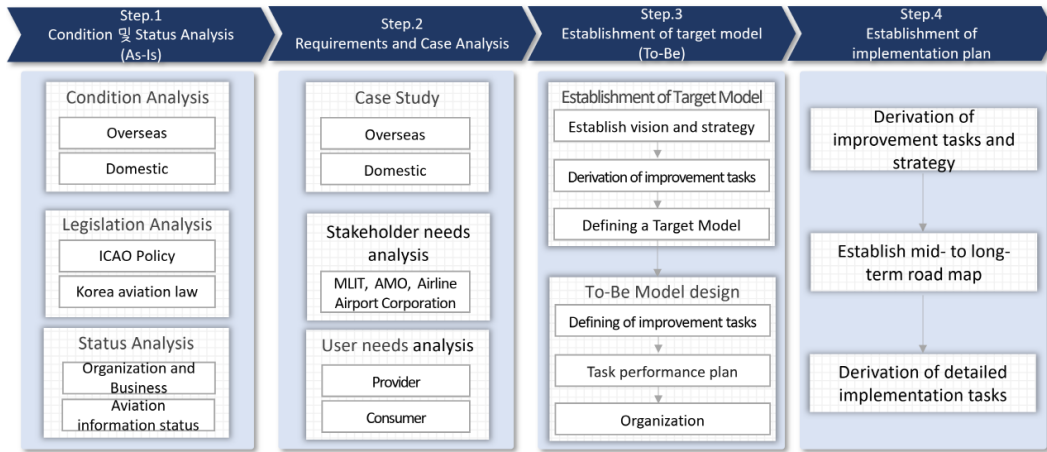 Step.1
Condition 및 Status Analysis
(As-Is)
Step.2
Requirements and Case Analysis
Step.3
Establishment of target model
(To-Be)
Step.4
Establishment of
implementation plan
Condition Analysis
Overseas
Domestic
Legislation Analysis
ICAO Policy
Korea aviation law
Status Analysis
Organization and
Business
Aviation
information status
Case Study
Overseas
Domestic
Stakeholder needs
analysis
MLIT, AMO, Airline
Airport Corporation
User needs analysis
Provider
Consumer
Establishment of Target Model
Establish vision and strategy
Derivation of improvement tasks
Defining a Target Model
To-Be Model design
Defining of improvement tasks
Task performance plan
Organization
Derivation of
improvement tasks and
strategy
Establish mid- to long-
term road map
Derivation of detailed
implementation tasks